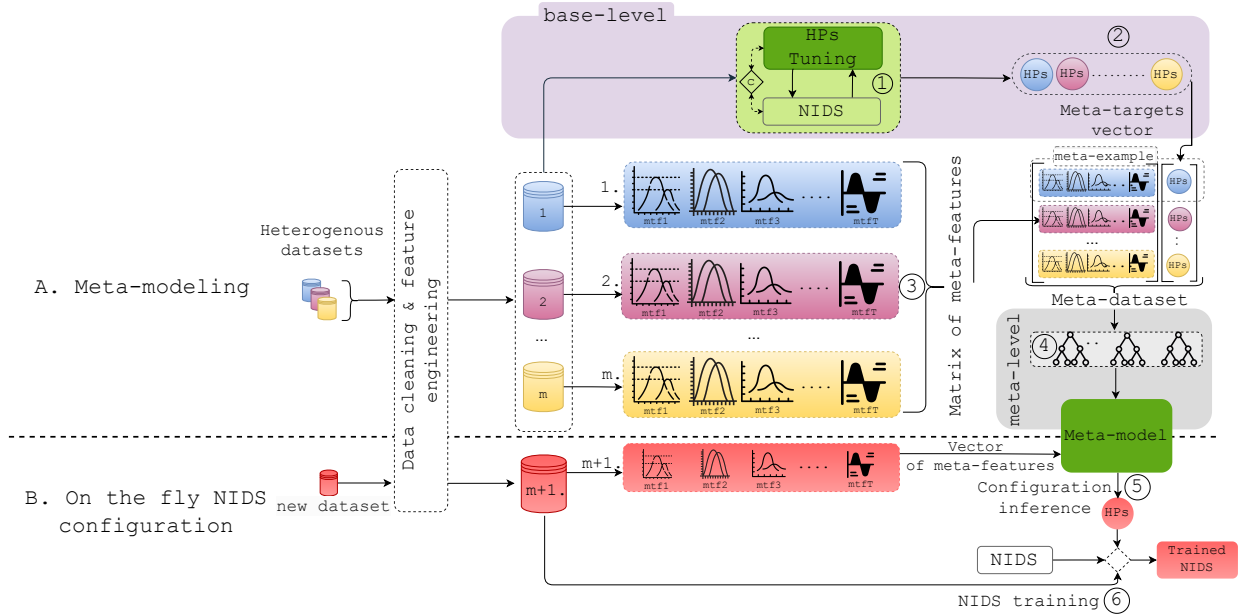 base-level
HPs
Tuning
1
c
NIDS
2
HPs
HPs
........
HPs
Meta-targets
vector
Heterogenous
datasets
A. Meta-modeling
Data cleaning & feature
engineering
1
2
...
m
1.
mtf1
mtf2
mtf3
....
mtfT
2.
mtf1
mtf2
mtf3
....
mtfT
...
m.
mtf1
mtf2
mtf3
....
mtfT
3
Matrix of meta-features
meta-example
HPs
HPs
...
:
HPs
Meta-dataset
meta-level
4
..
Meta-model
B. On the fly NIDS
configuration
new dataset
m+1.
m+1.
mtf1
mtf2
mtf3
....
mtfT
Vector
of meta-features
Configuration
inference
5
HPs
NIDS
Trained
NIDS
NIDS training
6